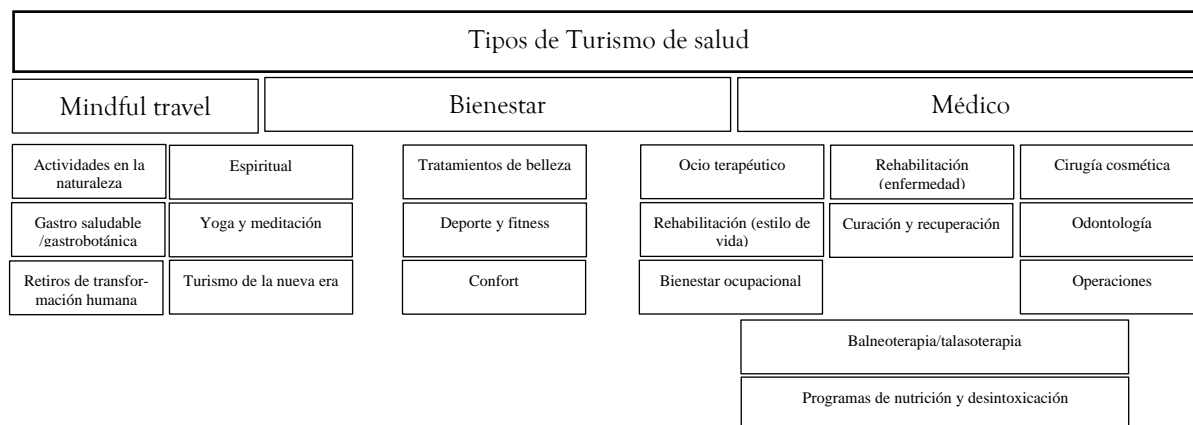 Tipos de Turismo de salud
Mindful travel
Bienestar
Médico
Actividades en la
naturaleza
Espiritual
Tratamientos de belleza
Ocio terapéutico
Rehabilitación
(enfermedad)
Cirugía cosmética
Gastro saludable
/gastrobotánica
Yoga y meditación
Deporte y fitness
Rehabilitación (estilo de
vida)
Curación y recuperación
Odontología
Retiros de transfor-
mación humana
Turismo de la nueva era
Confort
Bienestar ocupacional
Operaciones
Balneoterapia/talasoterapia
Programas de nutrición y desintoxicación